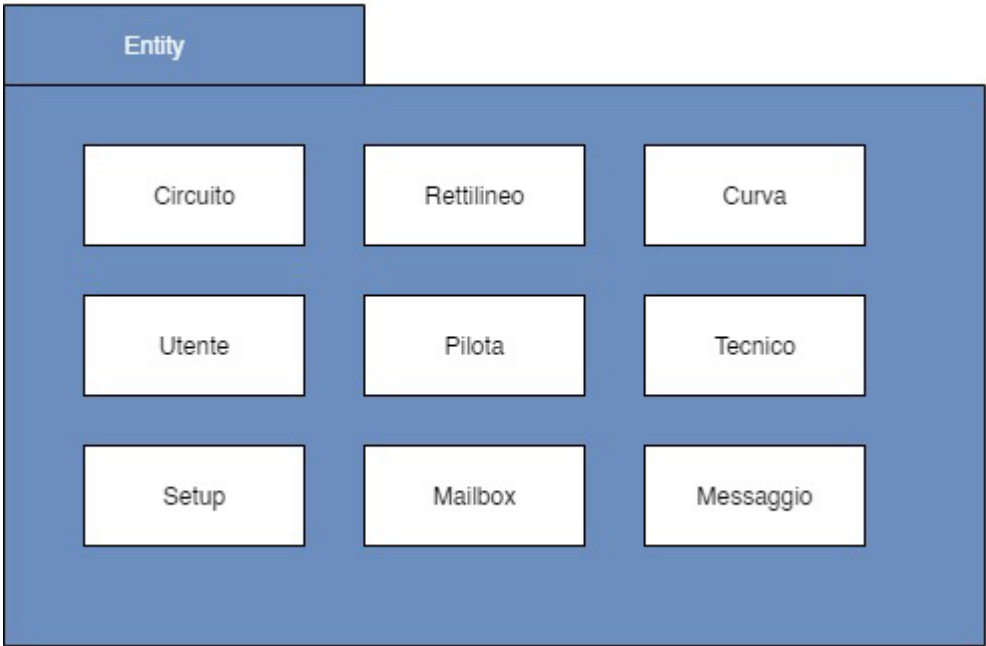 Entity
Circuito
Rettilineo
Curva
Utente
Pilota
Tecnico
Setup
Mailbox
Messaggio